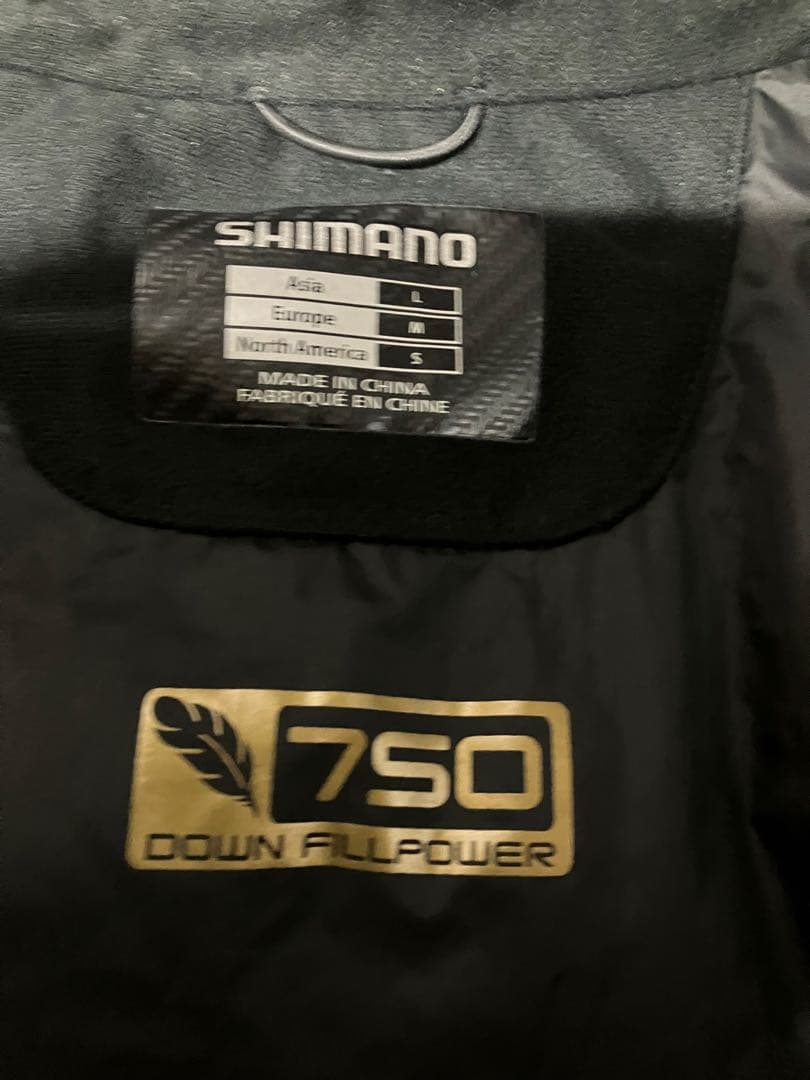 SHIMANO
Asia L
Europe M
North America S
MADE IN CHINA
FABRIQUÉ EN CHINE
750
DOWN FILLPOWER